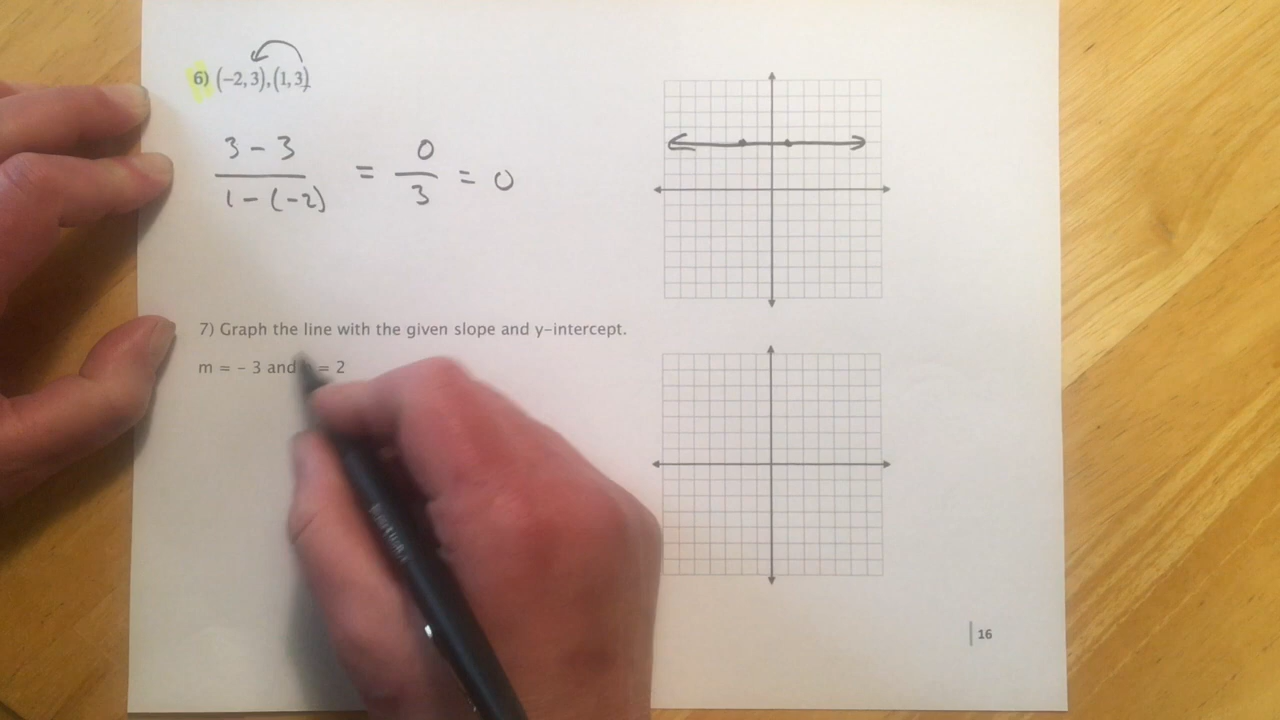 6) (−2, 3), (1, 3)
3 - 3
1 - (-2)
=
0
3
= 0
7) Graph the line with the given slope and y-intercept.
m = - 3 and = 2
16